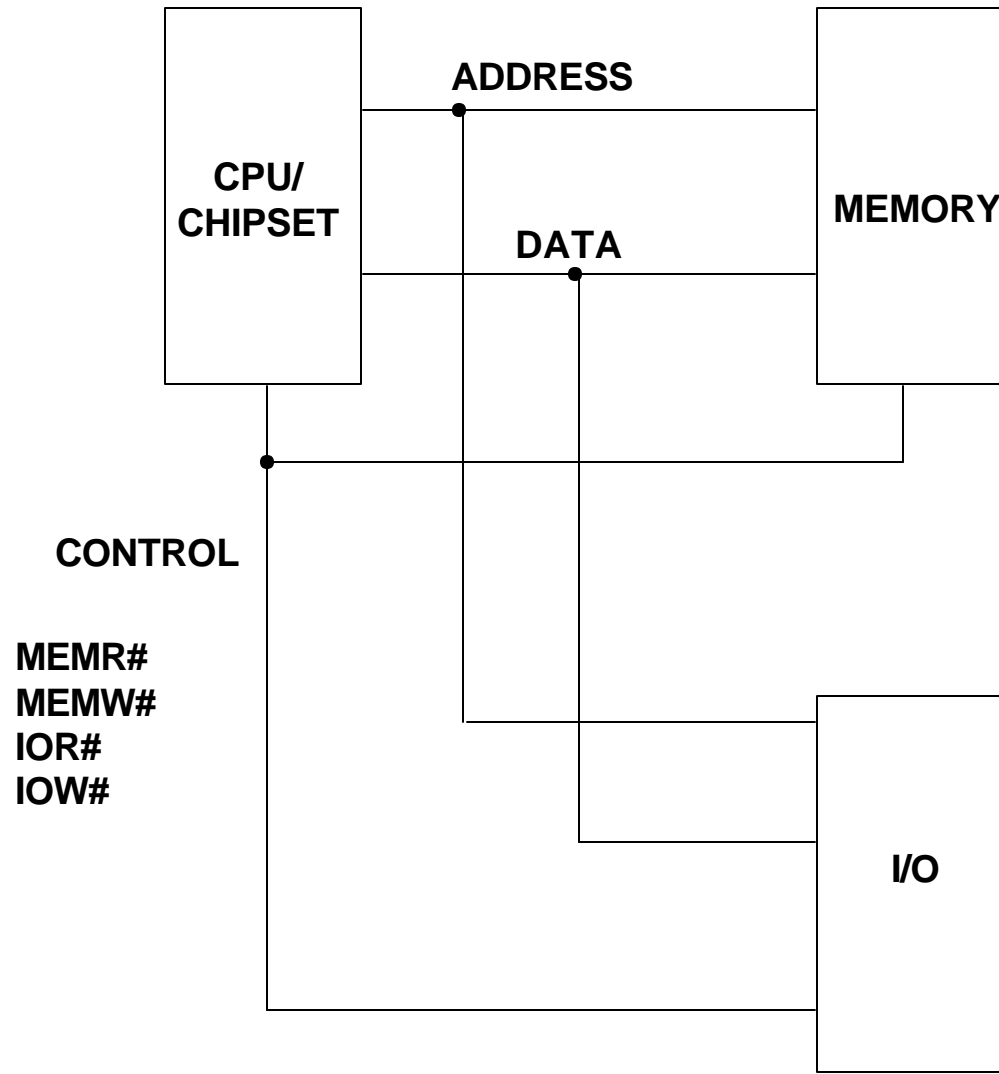 ADDRESS
CPU/
CHIPSET
MEMORY
DATA
CONTROL
MEMR#
MEMW#
IOR#
IOW#
I/O